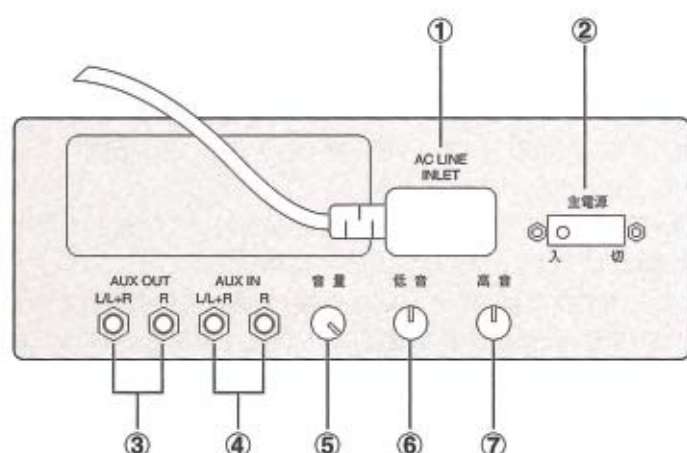 ① ②
AC LINE
INLET
主電源
入 切
AUX OUT AUX IN 音量 低音 高音
L/L+R R L/L+R R
③ ④ ⑤ ⑥ ⑦